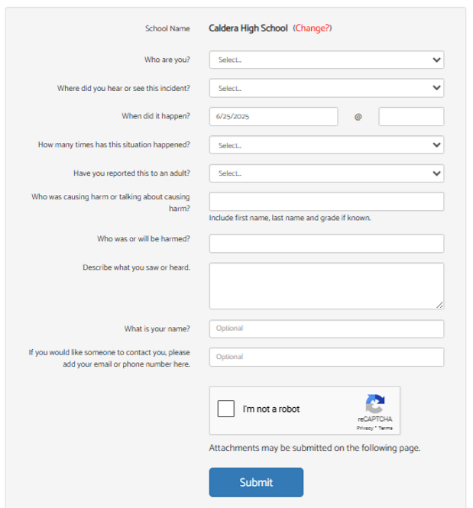 School Name Caldera High School (Change?)
Who are you? Select...
Where did you hear or see this incident? Select...
When did it happen? 6/25/2025 @
How many times has this situation happened? Select...
Have you reported this to an adult? Select...
Who was causing harm or talking about causing
harm?
Include first name, last name and grade if known.
Who was or will be harmed?
Describe what you saw or heard.
What is your name? Optional
If you would like someone to contact you, please
add your email or phone number here.
Optional
I'm not a robot
reCAPTCHA
Privacy - Terms
Attachments may be submitted on the following page.
Submit